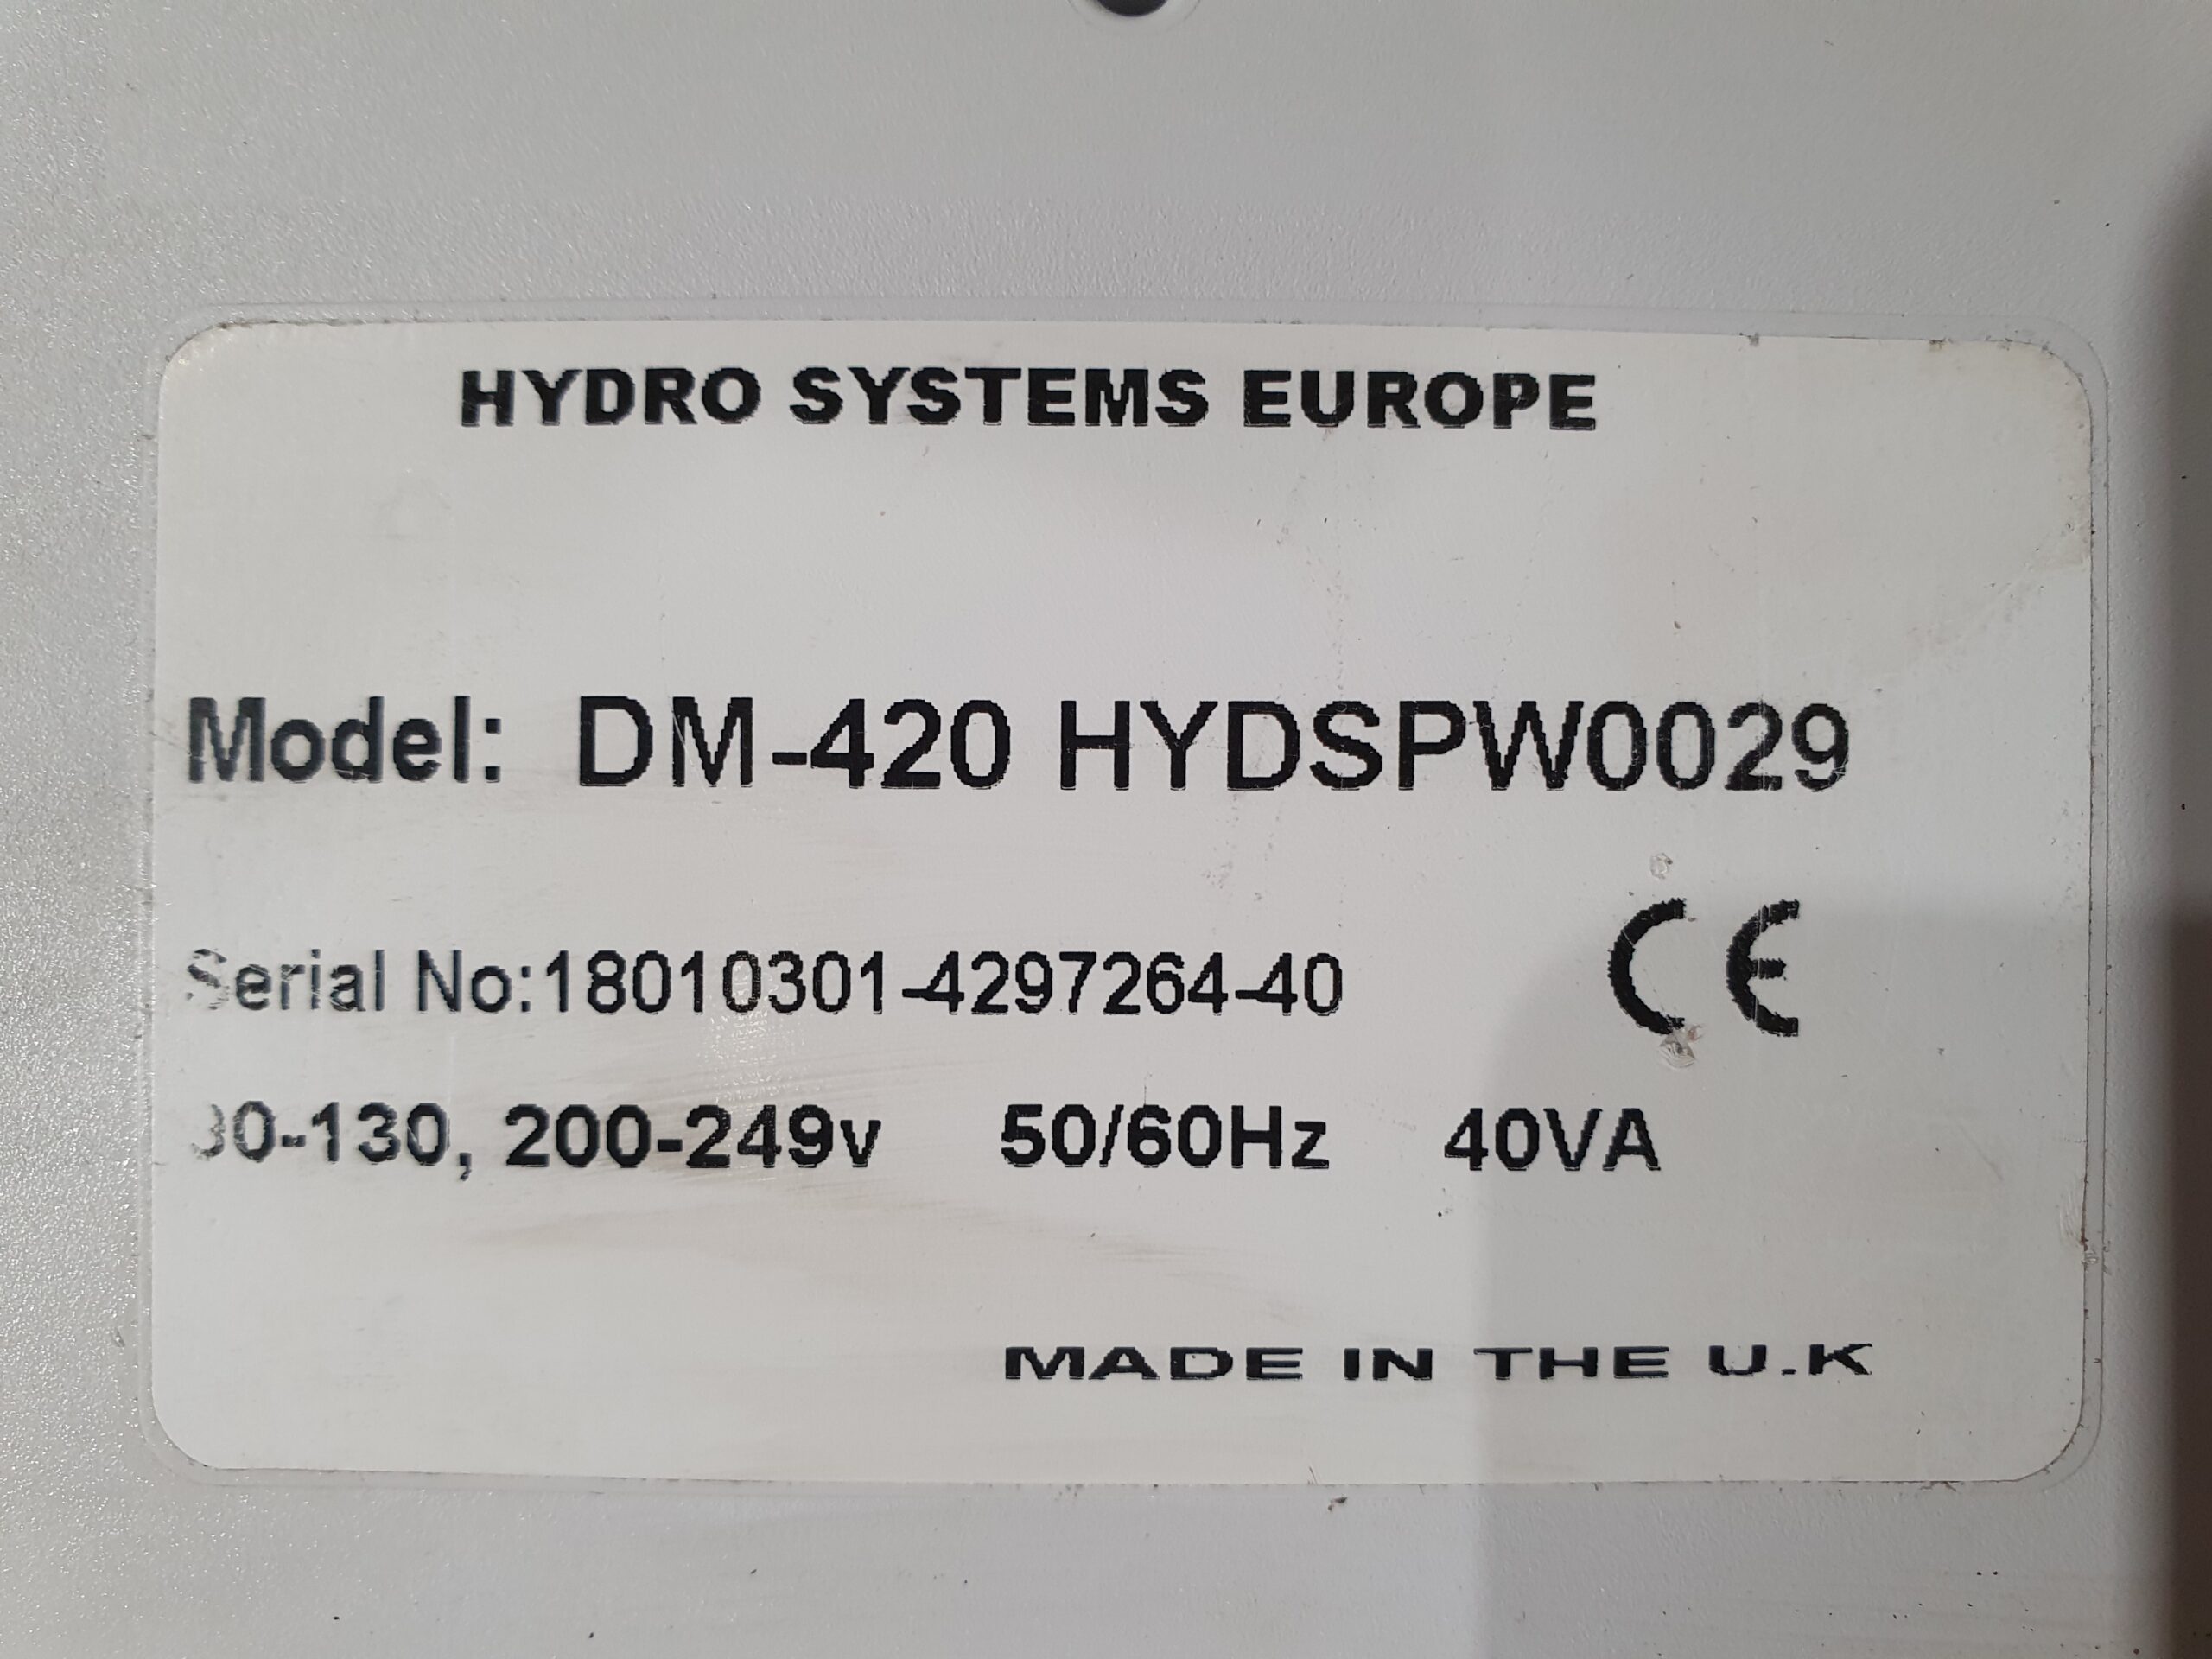 HYDRO SYSTEMS EUROPE
Model: DM-420 HYDSPW0029
Serial No:18010301-4297264-40
CE
200-249v 50/60Hz 40VA
MADE IN THE U.K